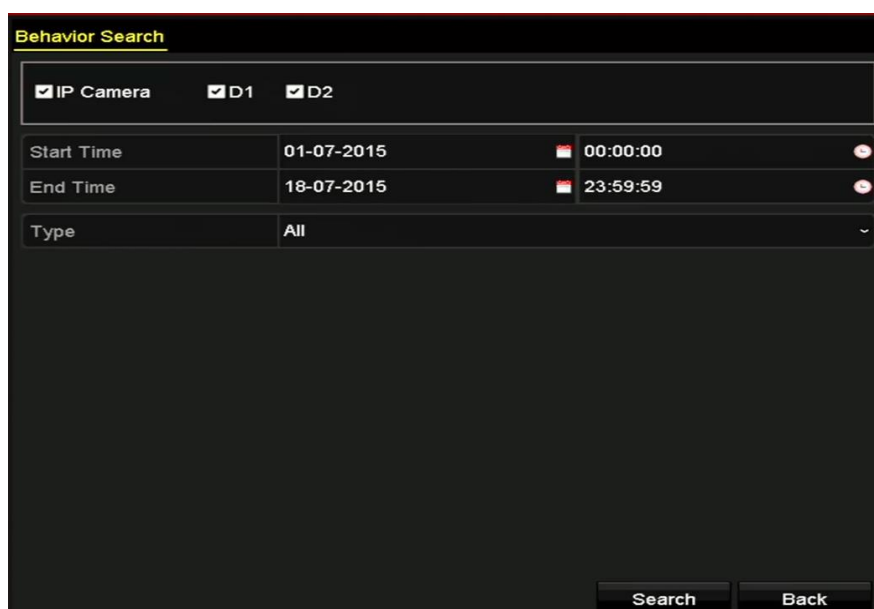 Behavior Search
IP Camera D1 D2
Start Time 01-07-2015 00:00:00
End Time 18-07-2015 23:59:59
Type All
Search Back